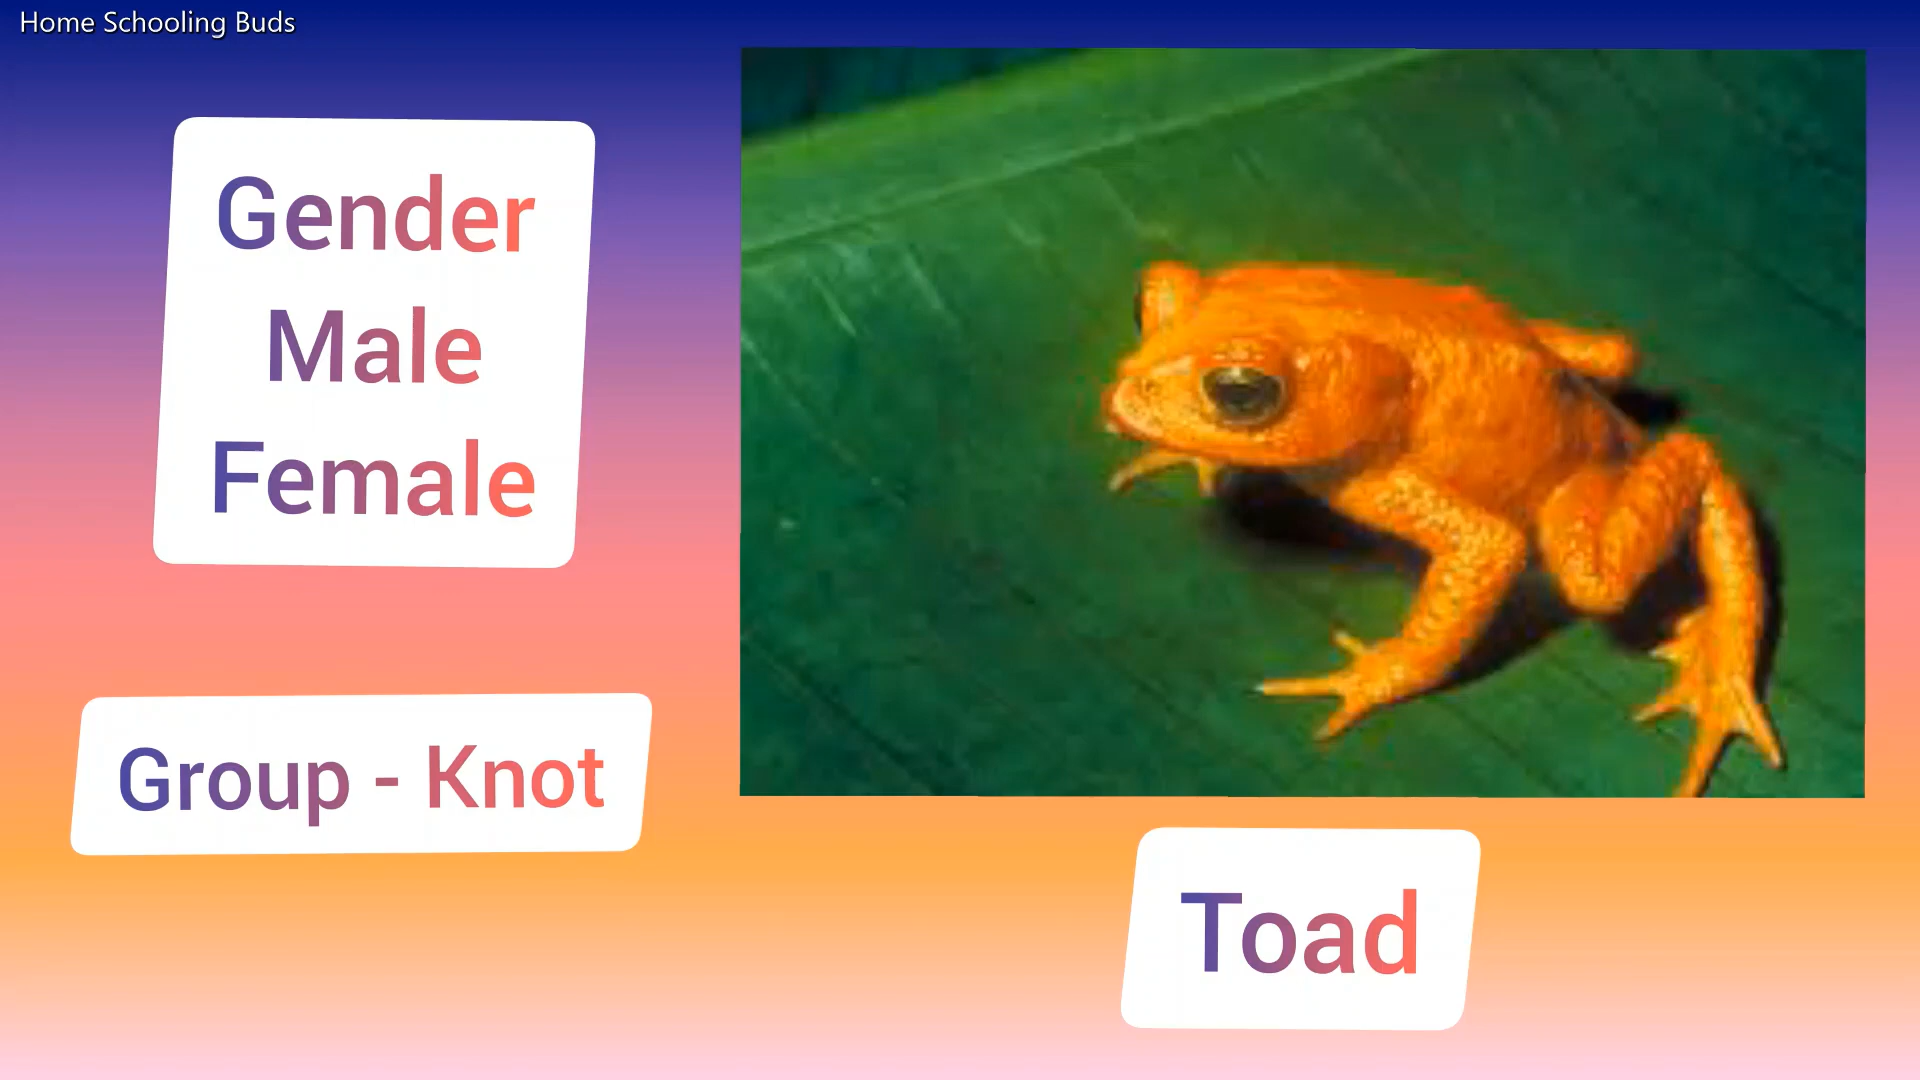 Home Schooling Buds
Gender
Male
Female
Group - Knot
Toad